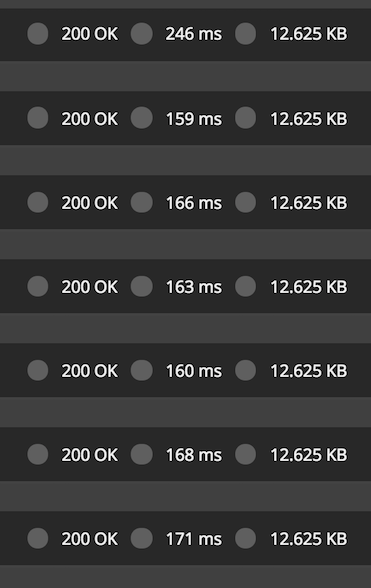 200 OK 246 ms 12.625 KB
200 OK 159 ms 12.625 KB
200 OK 166 ms 12.625 KB
200 OK 163 ms 12.625 KB
200 OK 160 ms 12.625 KB
200 OK 168 ms 12.625 KB
200 OK 171 ms 12.625 KB